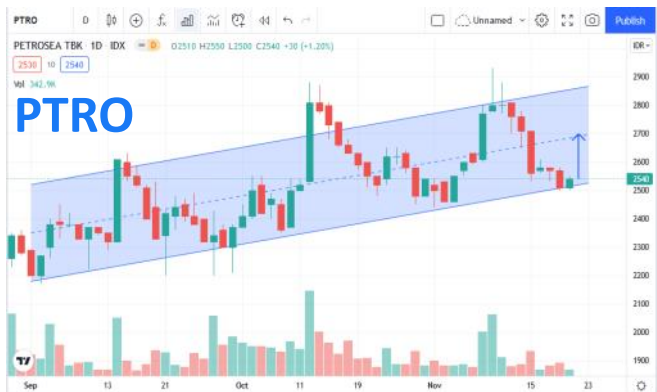 PTRO D Unnamed Publish
PETROSEA TBK · 1D · IDX D O2510 H2550 L2500 C2540 +30 (+1.20%) IDR
2530 10 2540
Vol 342.9K
PTRO
2900
2800
2700
2600
2540
2500
2400
2300
2200
2100
2000
1900
Sep 13 21 Oct 11 19 Nov 15 23